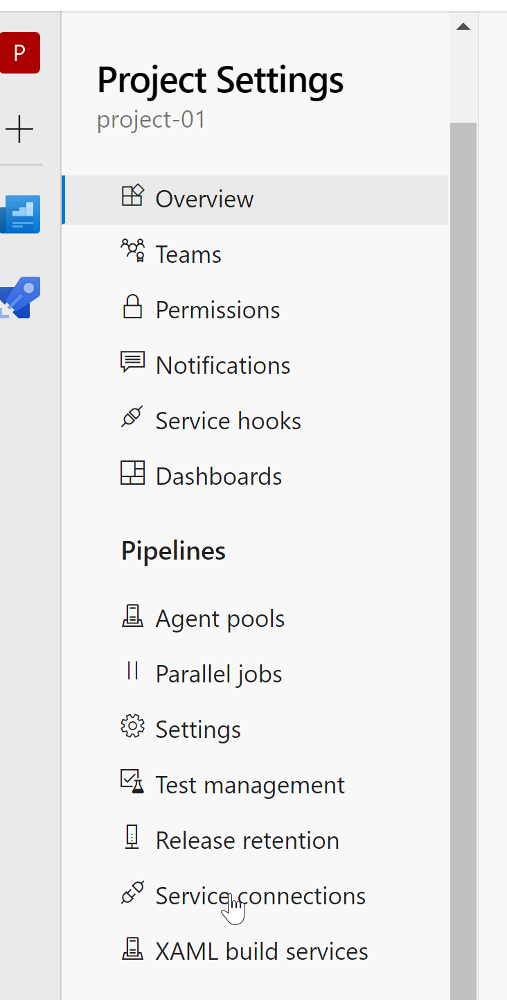 P
Project Settings
project-01
Overview
Teams
Permissions
Notifications
Service hooks
Dashboards
Pipelines
Agent pools
Parallel jobs
Settings
Test management
Release retention
Service connections
XAML build services